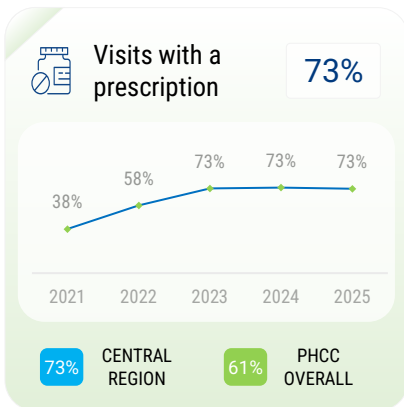 Visits with a
prescription
73%
38%
58%
73%
73%
73%
2021
2022
2023
2024
2025
73%
CENTRAL
REGION
61%
PHCC
OVERALL